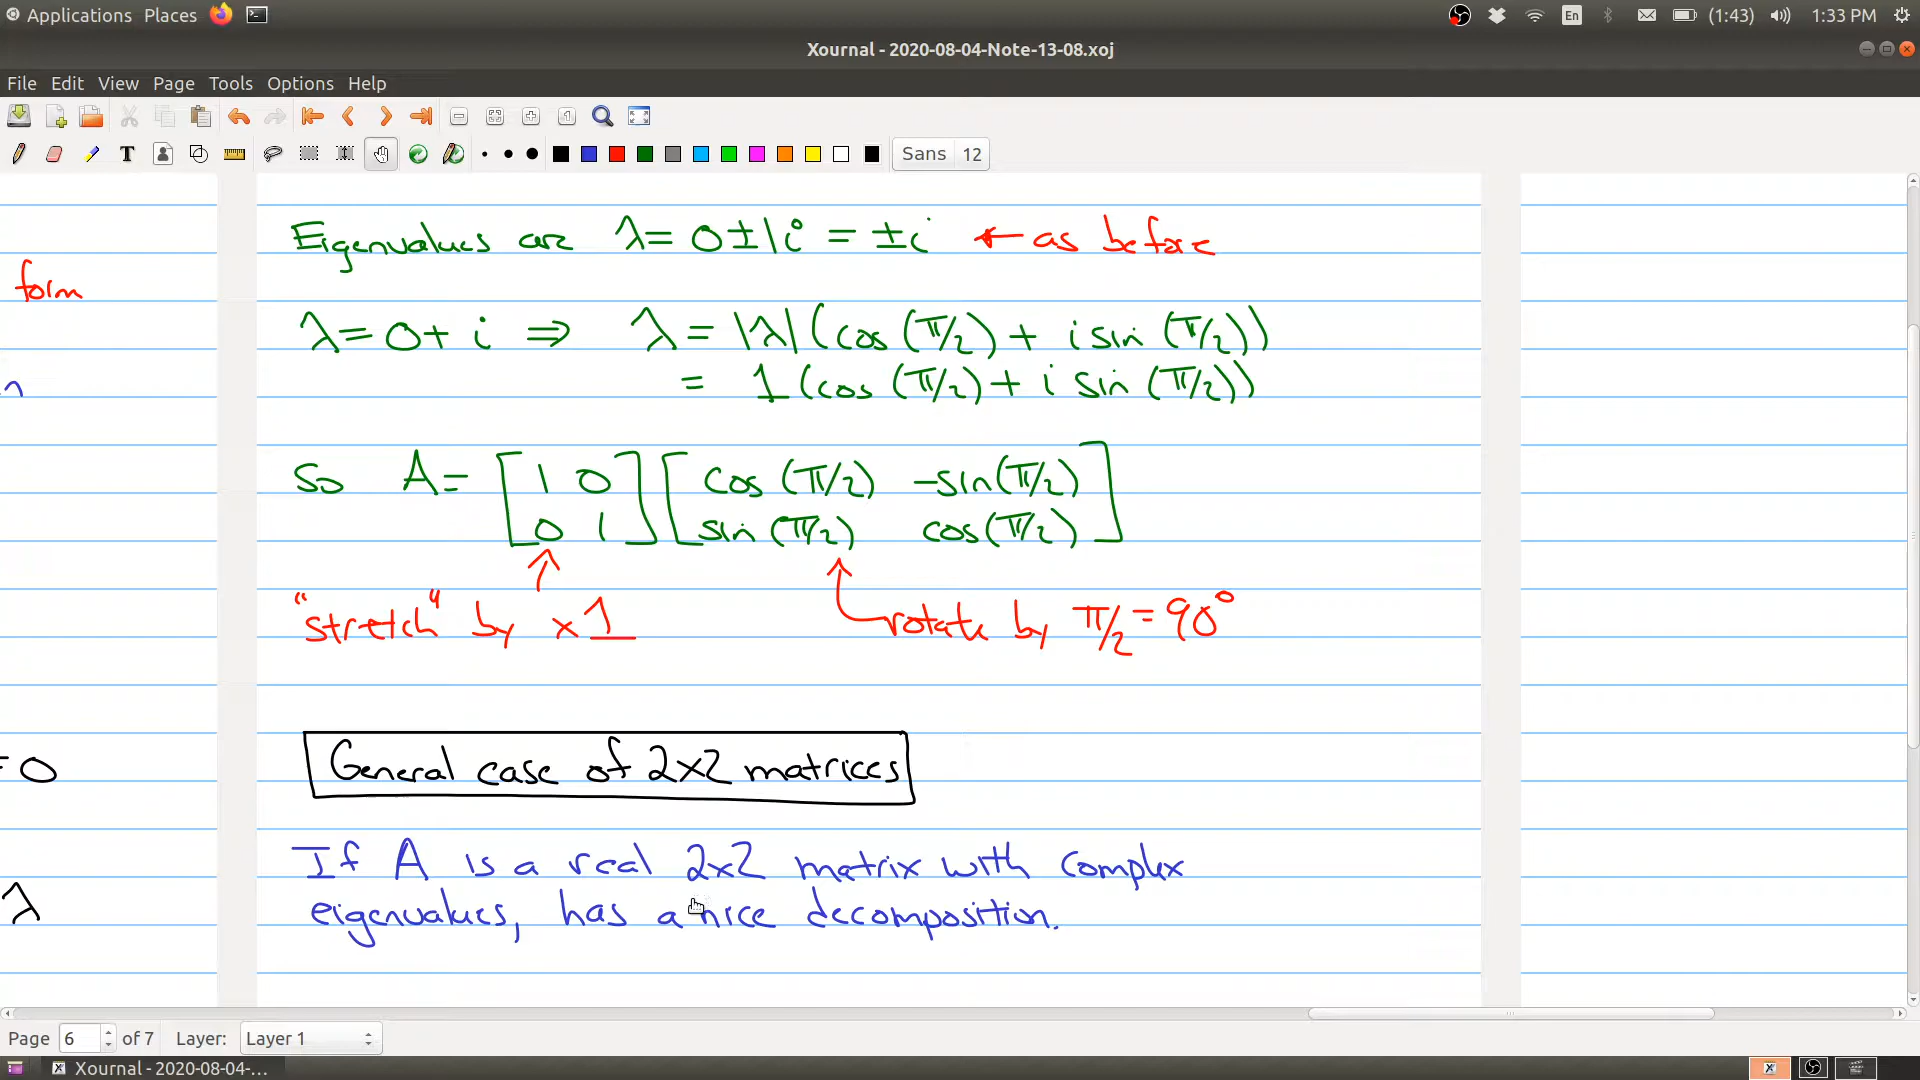 Applications Places En (1:43) 1:33 PM
Xournal - 2020-08-04-Note-13-08.xoj
File Edit View Page Tools Options Help
Sans 12
Eigenvalues are λ= 0±1i = ±i ← as before
form
λ=0+ i ⇒ λ= |λ|(cos(π/2) + i sin(π/2))
= 1(cos(π/2)+ i sin(π/2))
n
So A= [1 0] [cos(π/2) -sin(π/2)]
[0 1] [sin(π/2) cos(π/2)]
"stretch" by x 1 rotate by π/2 = 90°
General case of 2x2 matrices
= 0
If A is a real 2x2 matrix with complex
λ
eigenvalues, has a nice decomposition.
Page 6 of 7 Layer: Layer 1
Xournal - 2020-08-04-...